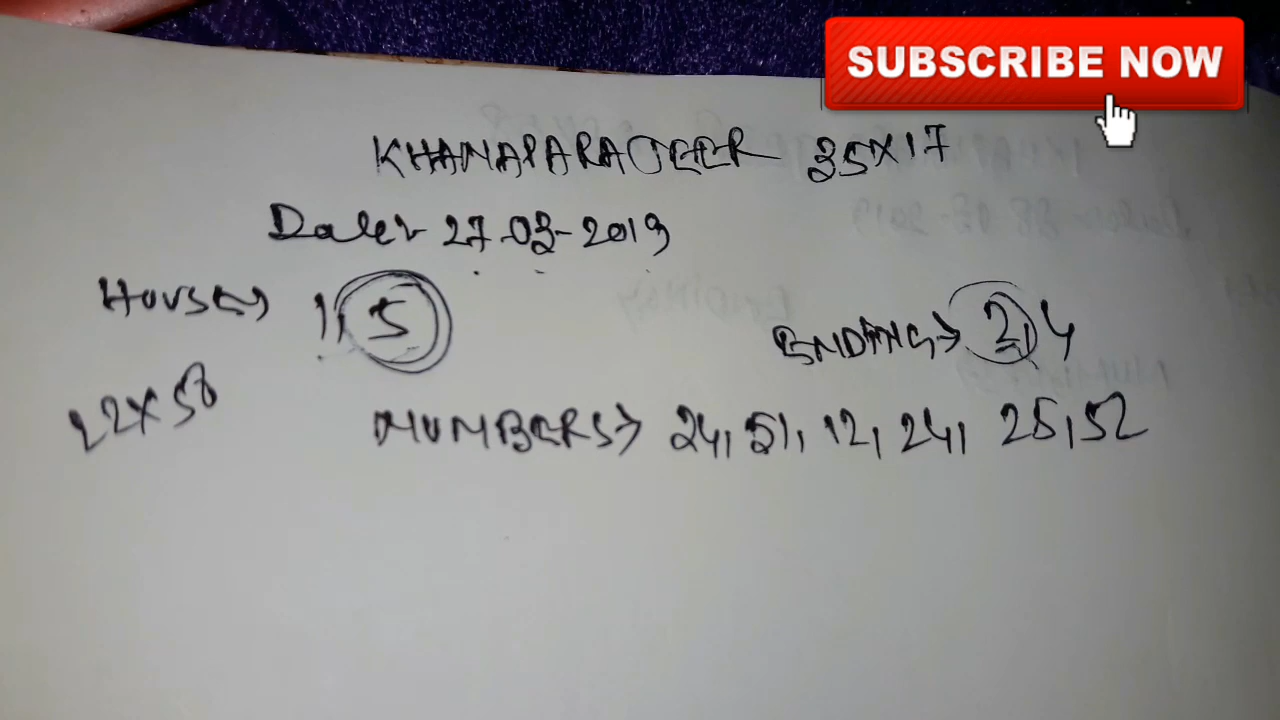 SUBSCRIBE NOW
KHANAPARA TEER 35X17
Date:- 27-03-2019
HOUSE→ 1, 5
ENDING→ 2, 4
22X58
NUMBERS→ 24, 51, 12, 24, 25, 52